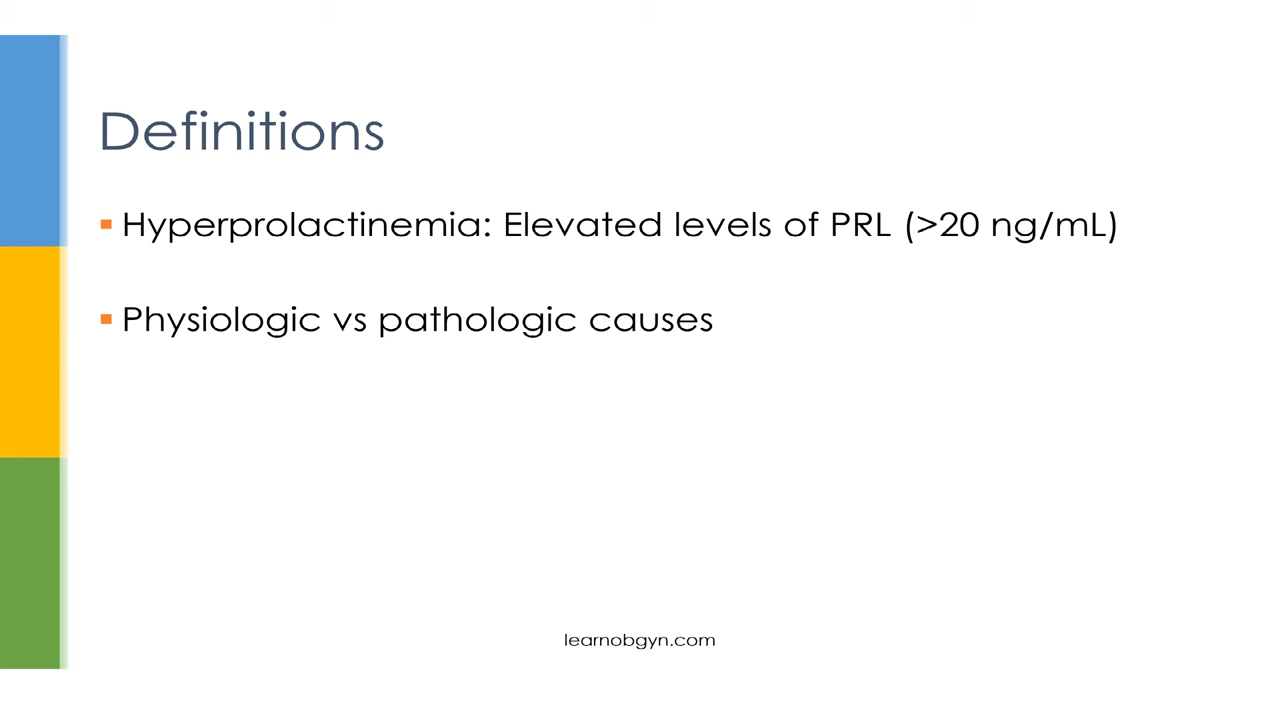 Definitions
▪ Hyperprolactinemia: Elevated levels of PRL (>20 ng/mL)
▪ Physiologic vs pathologic causes
learnobgyn.com